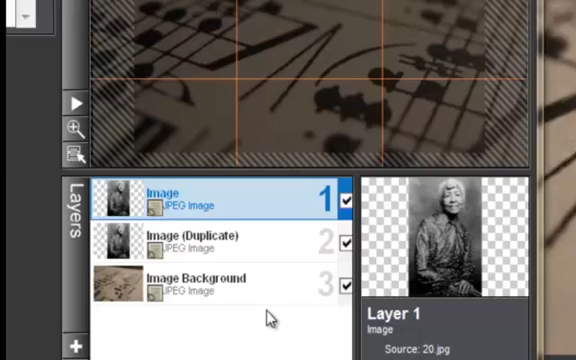 Layers
Image
JPEG Image
1
Image (Duplicate)
JPEG Image
2
Image Background
JPEG Image
3
Layer 1
Image
Source: 20.jpg